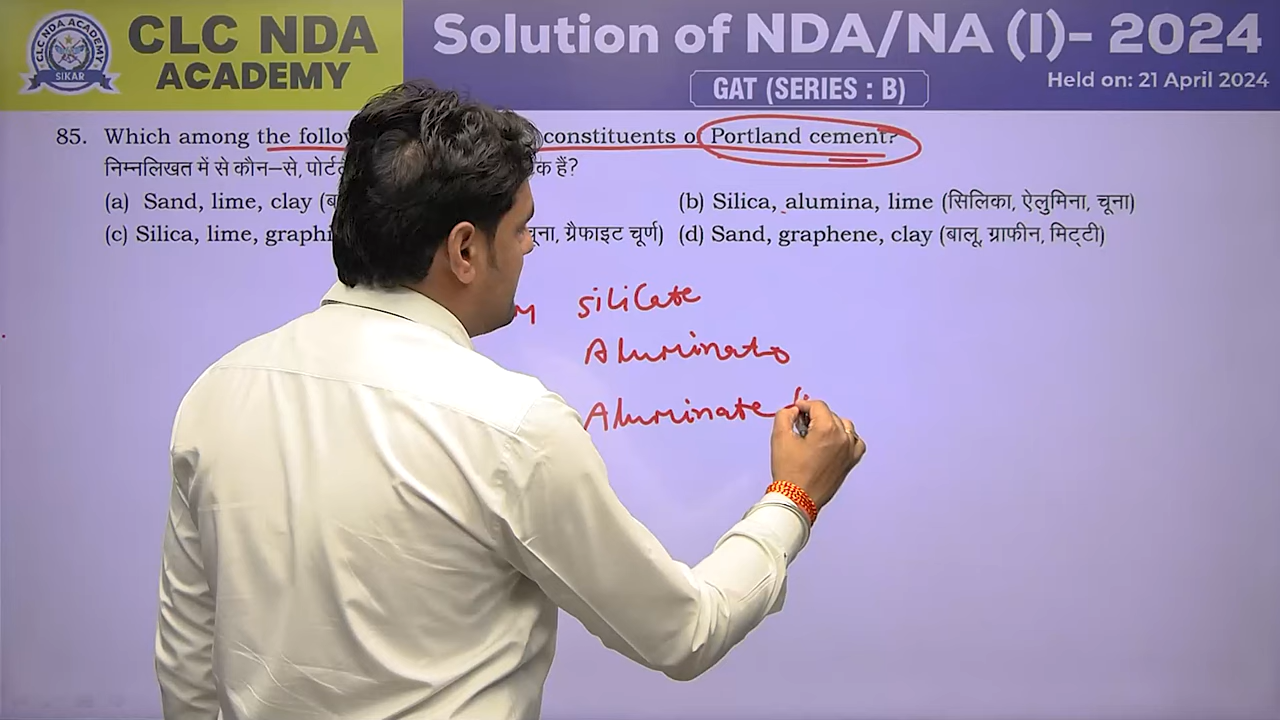 CLC NDA ACADEMY
SIKAR
CLC NDA
ACADEMY
Solution of NDA/NA (I)- 2024
GAT (SERIES : B)
Held on: 21 April 2024
85. Which among the follo constituents o Portland cement?
निम्नलिखत में से कौन–से, पोर्ट क हैं?
(a) Sand, lime, clay (b) Silica, alumina, lime (सिलिका, ऐलुमिना, चूना)
(c) Silica, lime, graphi चूना, ग्रैफाइट चूर्ण) (d) Sand, graphene, clay (बालू, ग्राफीन, मिट्टी)
silicate
Aluminate
Aluminate